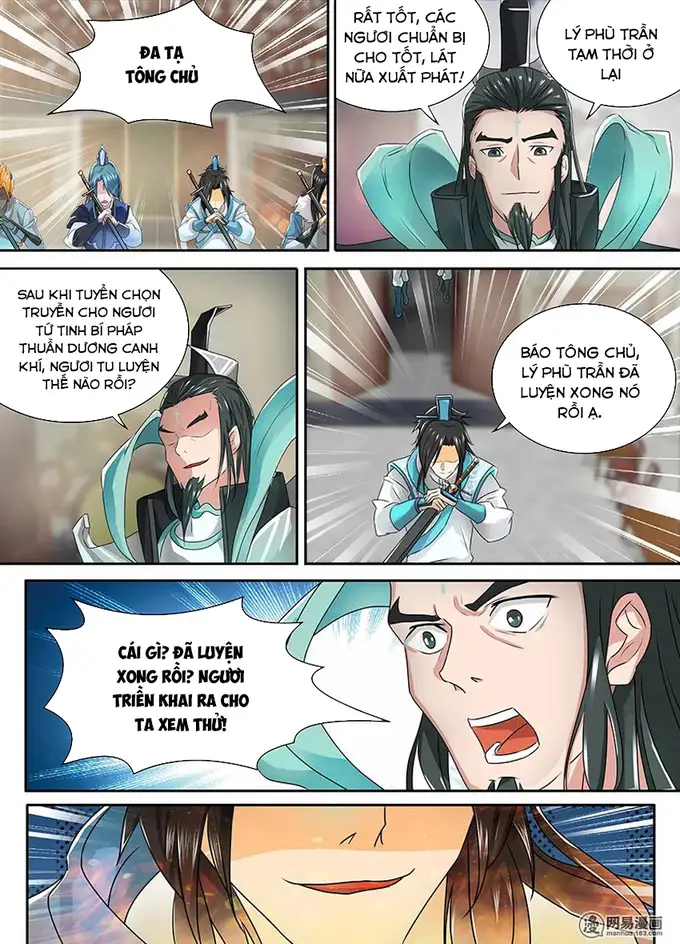 ĐA TẠ
TÔNG CHỦ
RẤT TỐT, CÁC
NGƯƠI CHUẨN BỊ
CHO TỐT, LÁT
NỮA XUẤT PHÁT!
LÝ PHÙ TRẦN
TẠM THỜI Ở
LẠI
SAU KHI TUYỂN CHỌN
TRUYỀN CHO NGƯƠI
TỨ TINH BÍ PHÁP
THUẦN DƯƠNG CANH
KHÍ, NGƯƠI TU LUYỆN
THẾ NÀO RỒI?
BÁO TÔNG CHỦ,
LÝ PHÙ TRẦN ĐÃ
LUYỆN XONG NÓ
RỒI Ạ.
CÁI GÌ? ĐÃ LUYỆN
XONG RỒI? NGƯƠI
TRIỂN KHAI RA CHO
TA XEM THỬ!
网易漫画
manhua.163.com